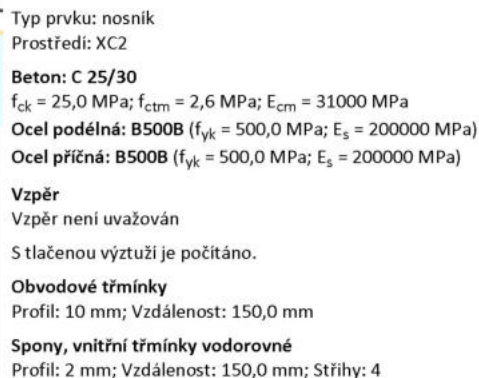 Typ prvku: nosník
Prostředí: XC2
Beton: C 25/30
fck = 25,0 MPa; fctm = 2,6 MPa; Ecm = 31000 MPa
Ocel podélná: B500B (fyk = 500,0 MPa; Es = 200000 MPa)
Ocel příčná: B500B (fyk = 500,0 MPa; Es = 200000 MPa)
Vzpěr
Vzpěr není uvažován
S tlačenou výztuží je počítáno.
Obvodové třmínky
Profil: 10 mm; Vzdálenost: 150,0 mm
Spony, vnitřní třmínky vodorovné
Profil: 2 mm; Vzdálenost: 150,0 mm; Střihy: 4